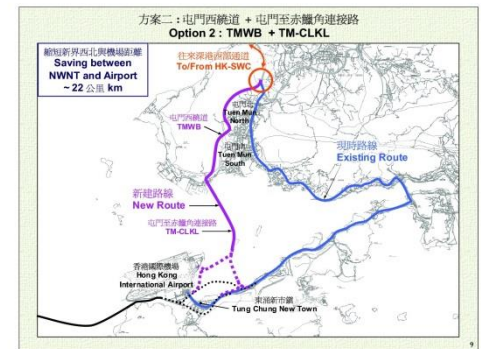 方案二 : 屯門西繞道 + 屯門至赤鱲角連接路
Option 2 : TMWB + TM-CLKL
縮短新界西北與機場距離
Saving between
NWNT and Airport
~ 22 公里 km
往來深港西部通道
To/From HK-SWC
屯門北
Tuen Mun
North
屯門西繞道
TMWB
屯門南
Tuen Mun
South
現時路線
Existing Route
新建路線
New Route
屯門至赤鱲角連接路
TM-CLKL
香港國際機場
Hong Kong
International Airport
東涌新市鎮
Tung Chung New Town
9